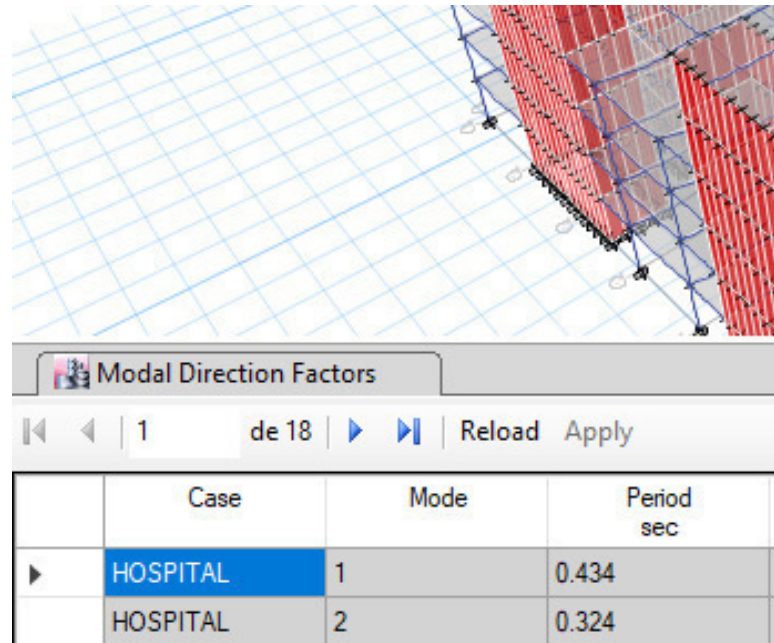 Modal Direction Factors
1 de 18 Reload Apply
Case Mode Period
sec
HOSPITAL 1 0.434
HOSPITAL 2 0.324